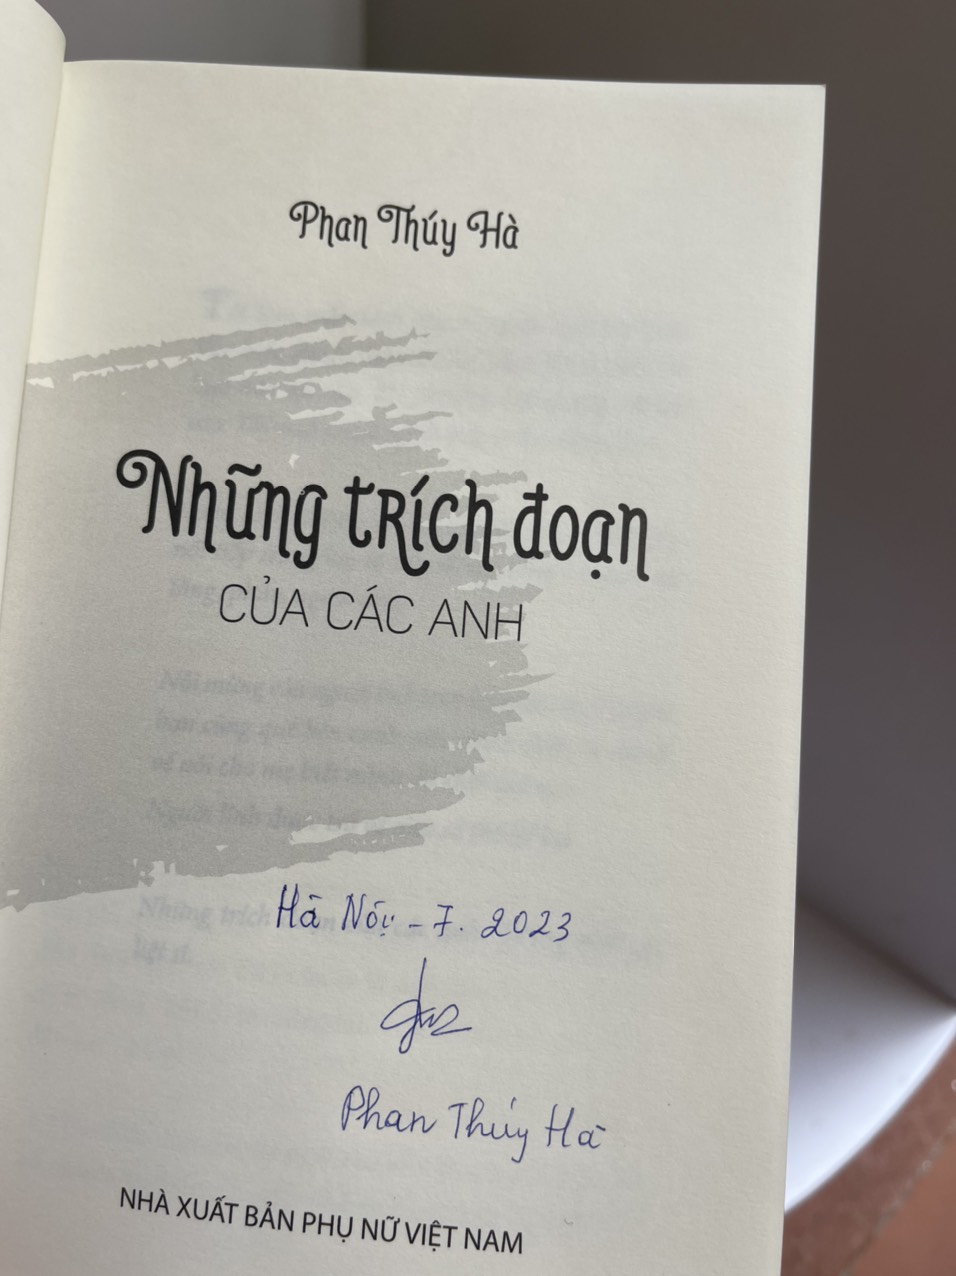 Phan Thúy Hà
Những tRích đoạn
CỦA CÁC ANH
Hà Nội - 7. 2023
Phan Thúy Hà
NHÀ XUẤT BẢN PHỤ NỮ VIỆT NAM